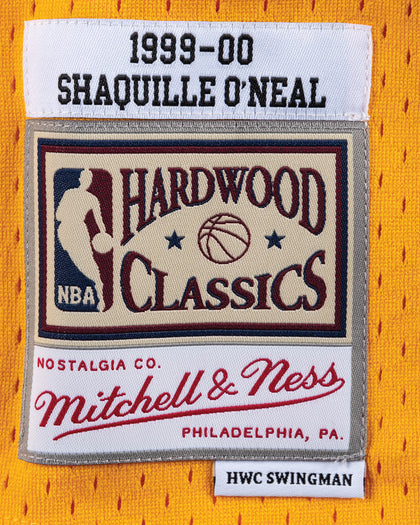 1999-00
SHAQUILLE O'NEAL
HARDWOOD
NBA
CLASSICS
NOSTALGIA CO.
Mitchell & Ness
PHILADELPHIA, PA.
HWC SWINGMAN